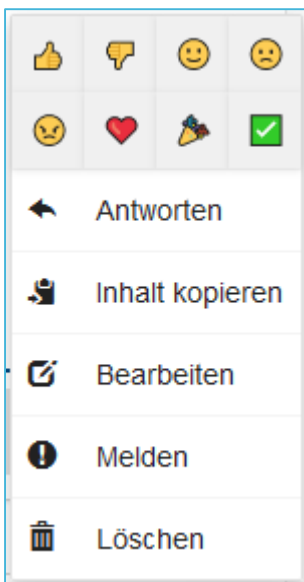 Antworten
Inhalt kopieren
Bearbeiten
Melden
Löschen